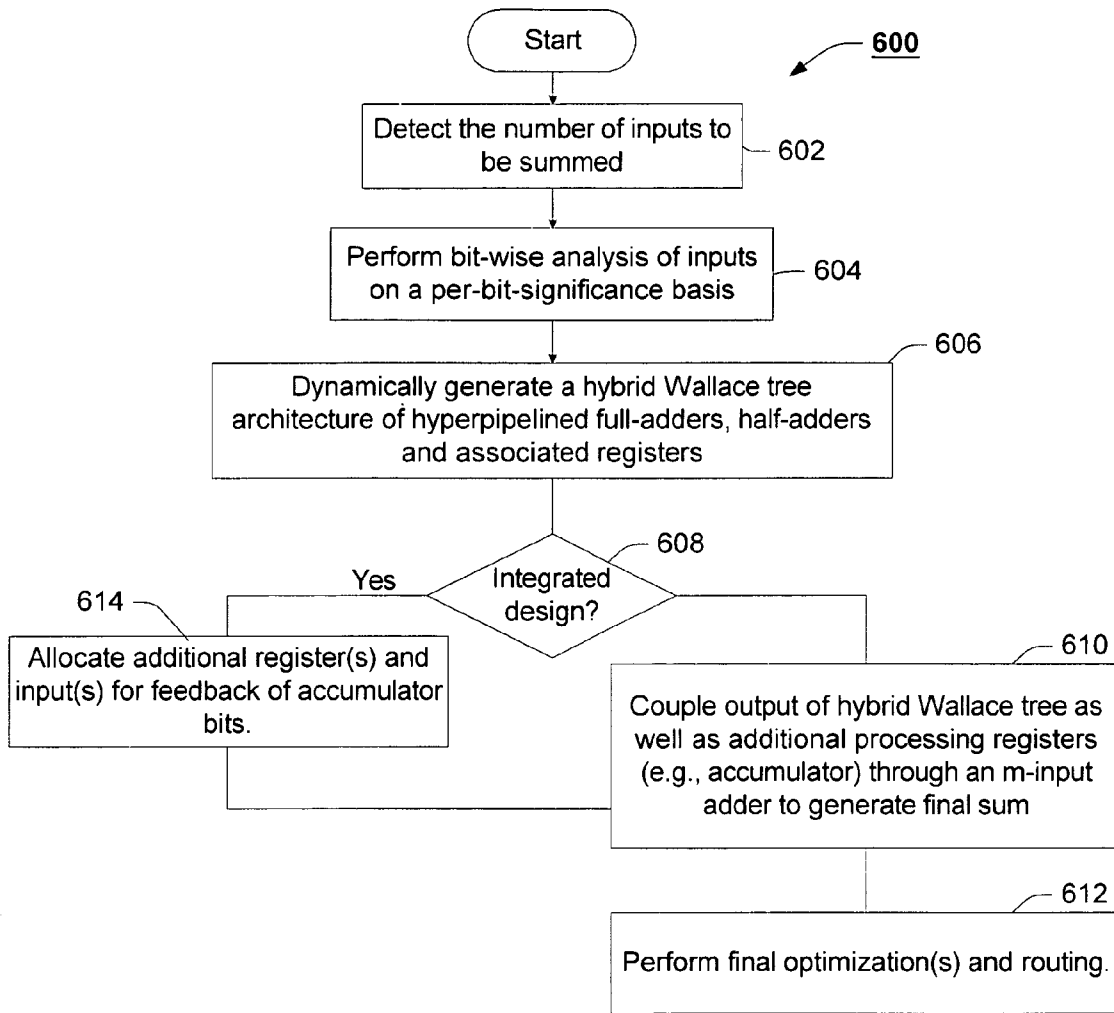 Start
600
Detect the number of inputs to
be summed
602
Perform bit-wise analysis of inputs
on a per-bit-significance basis
604
606
Dynamically generate a hybrid Wallace tree
architecture of hyperpipelined full-adders, half-adders
and associated registers
608
Integrated
design?
Yes
614
Allocate additional register(s) and
input(s) for feedback of accumulator
bits.
610
Couple output of hybrid Wallace tree as
well as additional processing registers
(e.g., accumulator) through an m-input
adder to generate final sum
612
Perform final optimization(s) and routing.